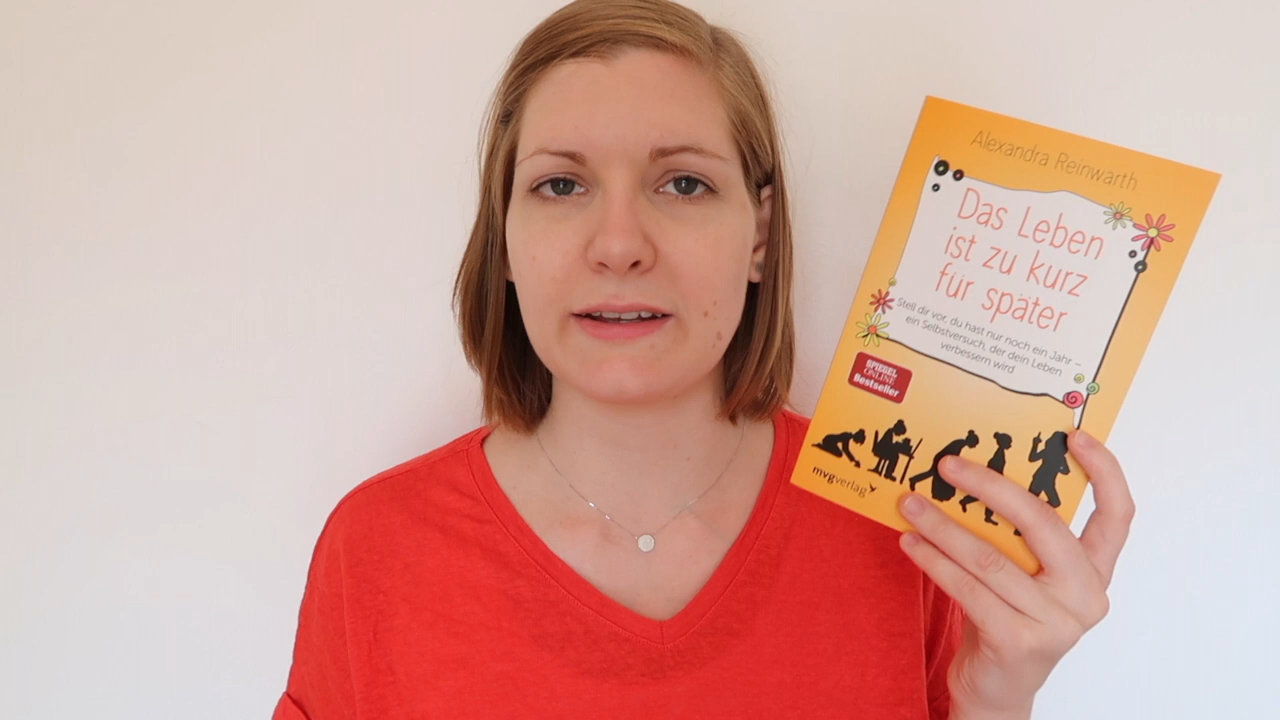 Alexandra Reinwarth
Das Leben
ist zu kurz
für später
Stell dir vor, du hast nur noch ein Jahr –
ein Selbstversuch, der dein Leben
verbessern wird
SPIEGEL
ONLINE
Bestseller
mvgverlag